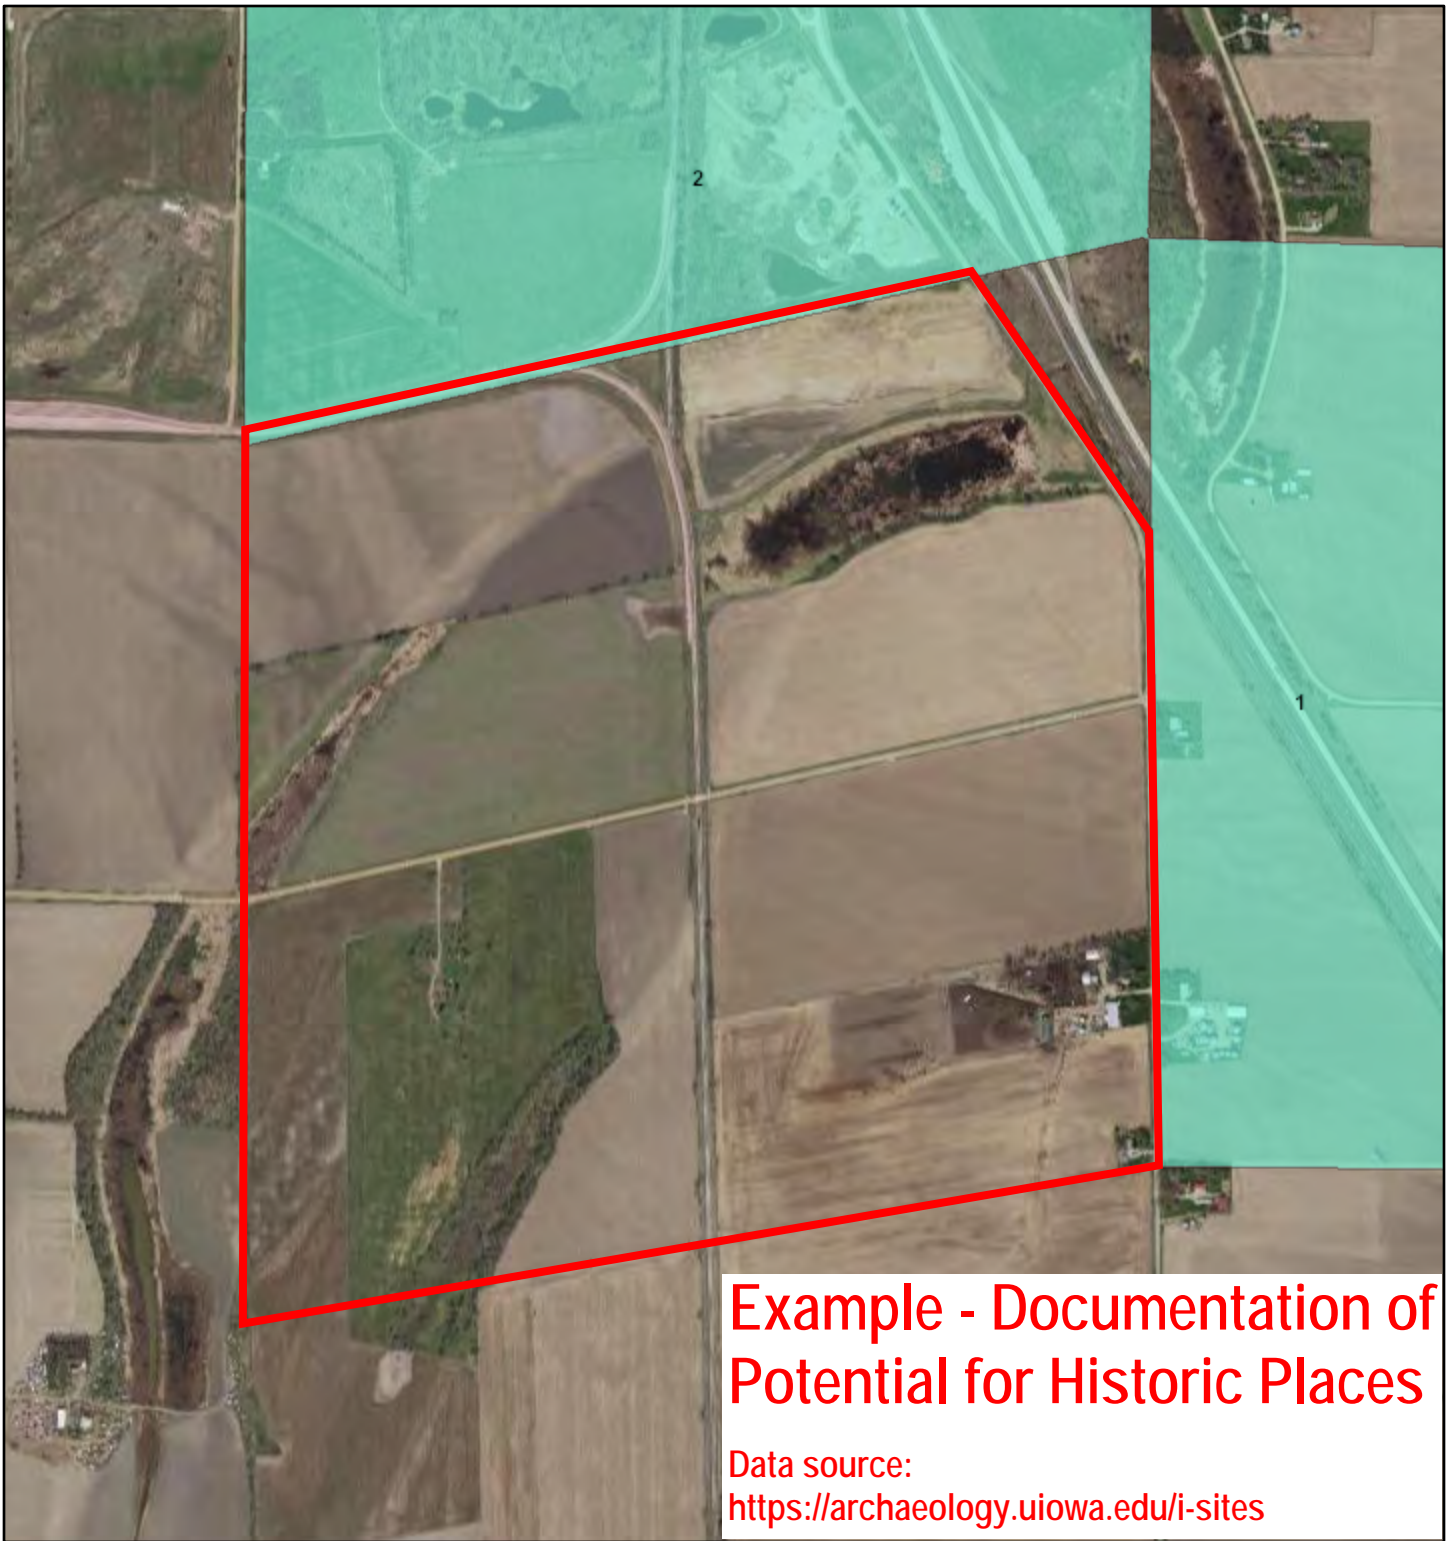 2
1
Example - Documentation of
Potential for Historic Places
Data source:
https://archaeology.uiowa.edu/i-sites